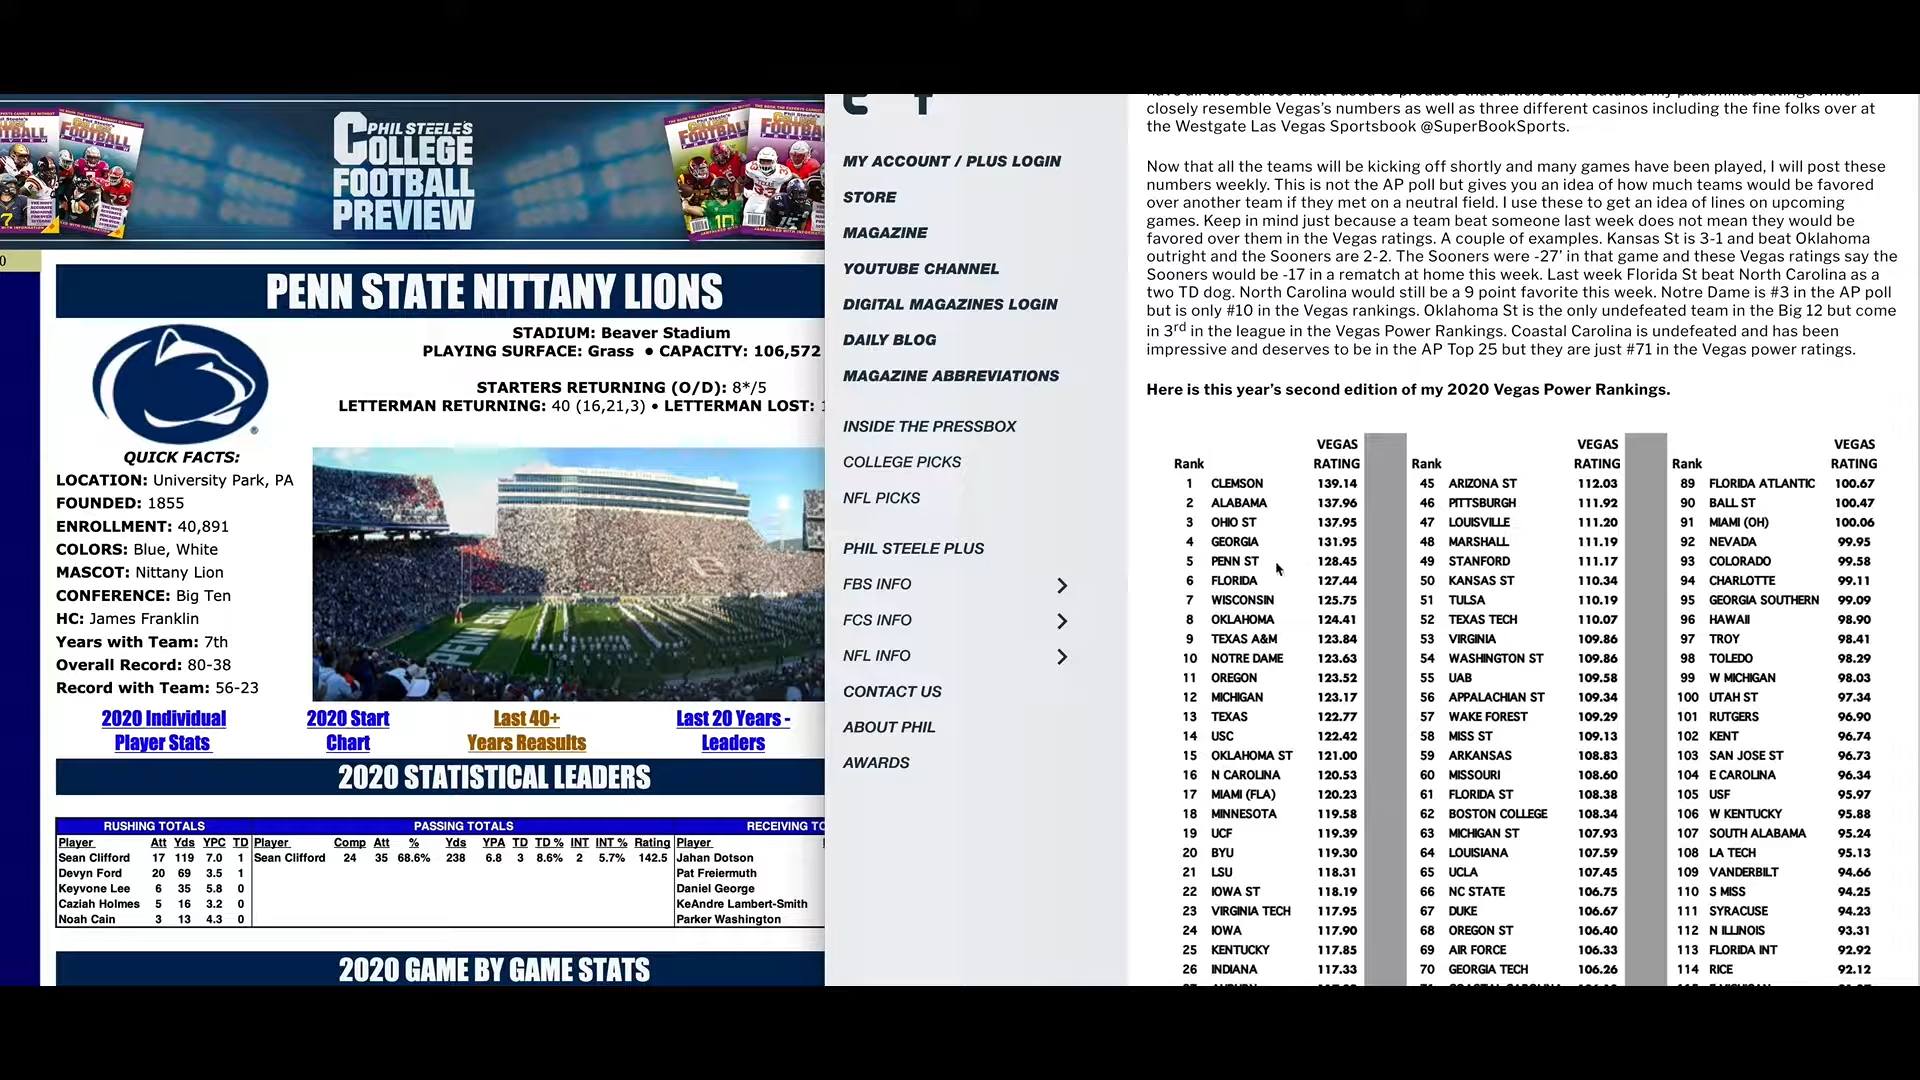 PHIL STEELE'S
COLLEGE
FOOTBALL
PREVIEW
0
PENN STATE NITTANY LIONS
STADIUM: Beaver Stadium
PLAYING SURFACE: Grass • CAPACITY: 106,572
STARTERS RETURNING (O/D): 8*/5
LETTERMAN RETURNING: 40 (16,21,3) • LETTERMAN LOST:
QUICK FACTS:
LOCATION: University Park, PA
FOUNDED: 1855
ENROLLMENT: 40,891
COLORS: Blue, White
MASCOT: Nittany Lion
CONFERENCE: Big Ten
HC: James Franklin
Years with Team: 7th
Overall Record: 80-38
Record with Team: 56-23
PENN STATE
2020 Individual
Player Stats
2020 Start
Chart
Last 40+
Years Reasults
Last 20 Years -
Leaders
2020 STATISTICAL LEADERS
RUSHING TOTALS PASSING TOTALS RECEIVING TO
Player Att Yds YPC TD Player Comp Att % Yds YPA TD TD % INT INT % Rating Player
Sean Clifford 17 119 7.0 1 Sean Clifford 24 35 68.6% 238 6.8 3 8.6% 2 5.7% 142.5 Jahan Dotson
Devyn Ford 20 69 3.5 1 Pat Freiermuth
Keyvone Lee 6 35 5.8 0 Daniel George
Caziah Holmes 5 16 3.2 0 KeAndre Lambert-Smith
Noah Cain 3 13 4.3 0 Parker Washington
2020 GAME BY GAME STATS
MY ACCOUNT / PLUS LOGIN
STORE
MAGAZINE
YOUTUBE CHANNEL
DIGITAL MAGAZINES LOGIN
DAILY BLOG
MAGAZINE ABBREVIATIONS
INSIDE THE PRESSBOX
COLLEGE PICKS
NFL PICKS
PHIL STEELE PLUS
FBS INFO
FCS INFO
NFL INFO
CONTACT US
ABOUT PHIL
AWARDS
closely resemble Vegas's numbers as well as three different casinos including the fine folks over at
the Westgate Las Vegas Sportsbook @SuperBookSports.
Now that all the teams will be kicking off shortly and many games have been played, I will post these
numbers weekly. This is not the AP poll but gives you an idea of how much teams would be favored
over another team if they met on a neutral field. I use these to get an idea of lines on upcoming
games. Keep in mind just because a team beat someone last week does not mean they would be
favored over them in the Vegas ratings. A couple of examples. Kansas St is 3-1 and beat Oklahoma
outright and the Sooners are 2-2. The Sooners were -27' in that game and these Vegas ratings say the
Sooners would be -17 in a rematch at home this week. Last week Florida St beat North Carolina as a
two TD dog. North Carolina would still be a 9 point favorite this week. Notre Dame is #3 in the AP poll
but is only #10 in the Vegas rankings. Oklahoma St is the only undefeated team in the Big 12 but come
in 3rd in the league in the Vegas Power Rankings. Coastal Carolina is undefeated and has been
impressive and deserves to be in the AP Top 25 but they are just #71 in the Vegas power ratings.
Here is this year's second edition of my 2020 Vegas Power Rankings.
VEGAS VEGAS VEGAS
Rank RATING Rank RATING Rank RATING
1 CLEMSON 139.14 45 ARIZONA ST 112.03 89 FLORIDA ATLANTIC 100.67
2 ALABAMA 137.96 46 PITTSBURGH 111.92 90 BALL ST 100.47
3 OHIO ST 137.95 47 LOUISVILLE 111.20 91 MIAMI (OH) 100.06
4 GEORGIA 131.95 48 MARSHALL 111.19 92 NEVADA 99.95
5 PENN ST 128.45 49 STANFORD 111.17 93 COLORADO 99.58
6 FLORIDA 127.44 50 KANSAS ST 110.34 94 CHARLOTTE 99.11
7 WISCONSIN 125.75 51 TULSA 110.19 95 GEORGIA SOUTHERN 99.09
8 OKLAHOMA 124.41 52 TEXAS TECH 110.07 96 HAWAII 98.90
9 TEXAS A&M 123.84 53 VIRGINIA 109.86 97 TROY 98.41
10 NOTRE DAME 123.63 54 WASHINGTON ST 109.86 98 TOLEDO 98.29
11 OREGON 123.52 55 UAB 109.58 99 W MICHIGAN 98.03
12 MICHIGAN 123.17 56 APPALACHIAN ST 109.34 100 UTAH ST 97.34
13 TEXAS 122.77 57 WAKE FOREST 109.29 101 RUTGERS 96.90
14 USC 122.42 58 MISS ST 109.13 102 KENT 96.74
15 OKLAHOMA ST 121.00 59 ARKANSAS 108.83 103 SAN JOSE ST 96.73
16 N CAROLINA 120.53 60 MISSOURI 108.60 104 E CAROLINA 96.34
17 MIAMI (FLA) 120.23 61 FLORIDA ST 108.38 105 USF 95.97
18 MINNESOTA 119.58 62 BOSTON COLLEGE 108.34 106 W KENTUCKY 95.88
19 UCF 119.39 63 MICHIGAN ST 107.93 107 SOUTH ALABAMA 95.24
20 BYU 119.30 64 LOUISIANA 107.59 108 LA TECH 95.13
21 LSU 118.31 65 UCLA 107.45 109 VANDERBILT 94.66
22 IOWA ST 118.19 66 NC STATE 106.75 110 S MISS 94.25
23 VIRGINIA TECH 117.95 67 DUKE 106.67 111 SYRACUSE 94.23
24 IOWA 117.90 68 OREGON ST 106.40 112 N ILLINOIS 93.31
25 KENTUCKY 117.85 69 AIR FORCE 106.33 113 FLORIDA INT 92.92
26 INDIANA 117.33 70 GEORGIA TECH 106.26 114 RICE 92.12